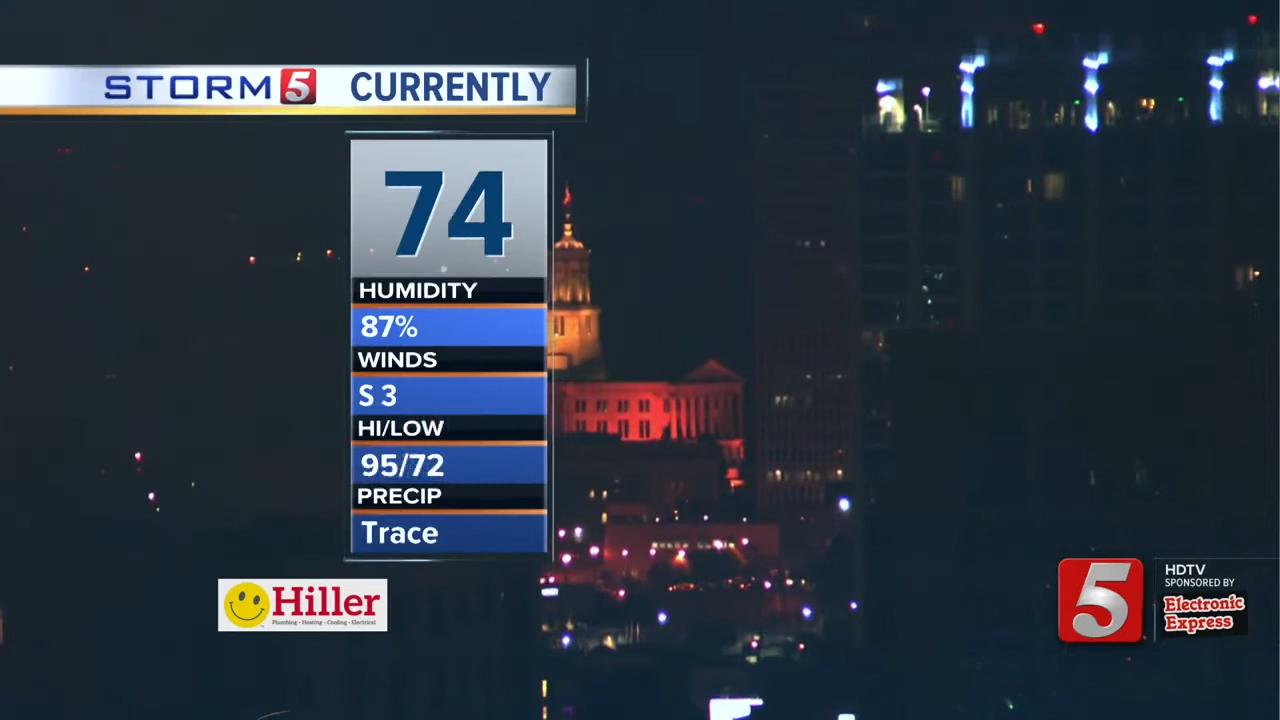 STORM 5 CURRENTLY
74
HUMIDITY
87%
WINDS
S 3
HI/LOW
95/72
PRECIP
Trace
Hiller
Plumbing • Heating • Cooling • Electrical
5
HDTV
SPONSORED BY
Electronic
Express